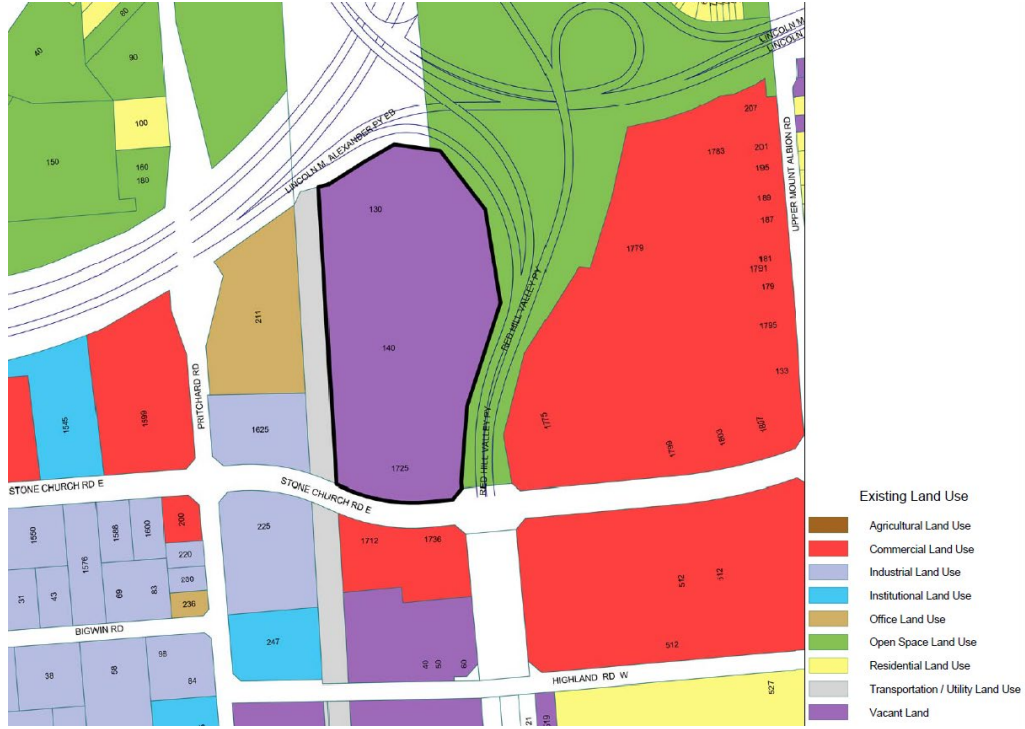 80
40
90
LINCOLN M
LINCOLN
100
207
150
160
180
LINCOLN M. ALEXANDER PY EB
1783
201
195
UPPER MOUNT ALBION RD
130
189
187
1779
181
1791
179
211
RED HILL VALLEY PY
140
1795
133
PRITCHARD RD
1545
1599
1625
1775
1799
1803
1807
RED HILL VALLEY PY
1725
STONE CHURCH RD E
STONE CHURCH RD E
Existing Land Use
Agricultural Land Use
Commercial Land Use
Industrial Land Use
Institutional Land Use
Office Land Use
Open Space Land Use
Residential Land Use
Transportation / Utility Land Use
Vacant Land
1550
1576
1586
1600
200
225
1712
1736
220
230
236
31
43
69
83
512
512
BIGWIN RD
247
512
38
58
98
84
40
50
60
HIGHLAND RD W
527
21